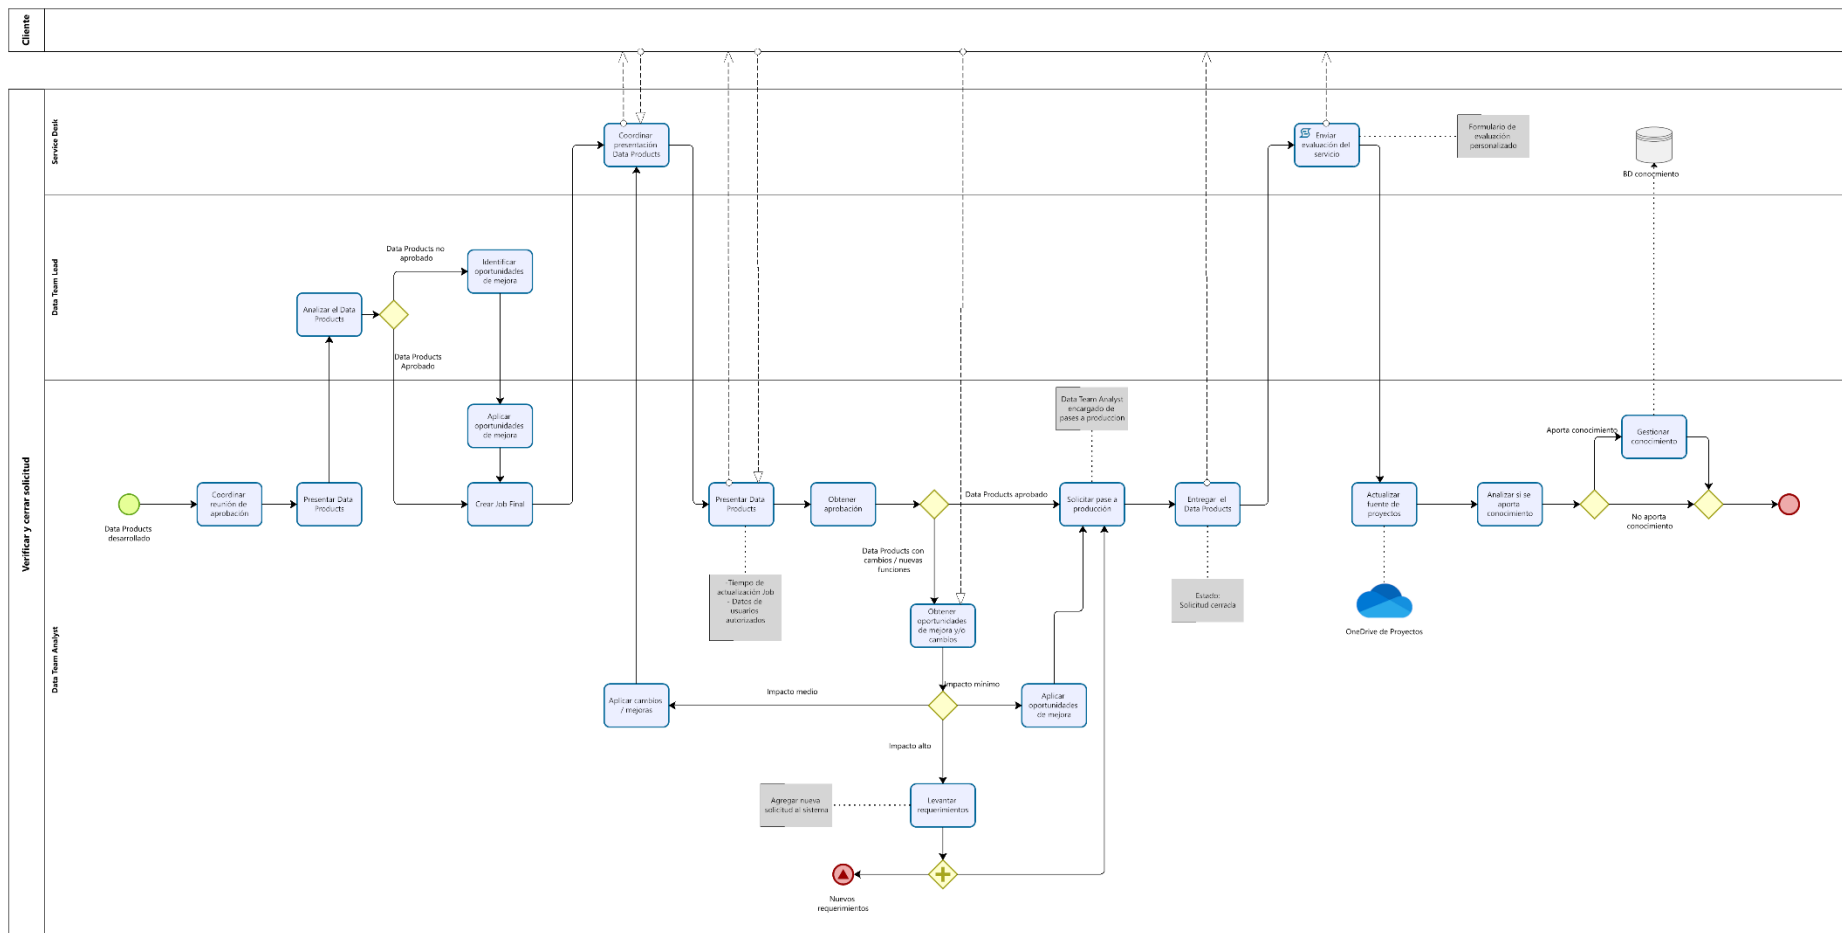 Cliente
Verificar y cerrar solicitud
Service Desk
Coordinar
presentación
Data Products
Enviar
evaluación del
servicio
Formulario de
evaluación
personalizado
BD conocmiento
Data Team Lead
Data Products no
aprobado
Identificar
oportunidades
de mejora
Analizar el Data
Products
Data Products
Aprobado
Data Team Analyst
Aplicar
oportunidades
de mejora
Data Team Analyst
encargado de
pases a produccion
Aporta conocimiento
Gestionar
conocimiento
Data Products
desarrollado
Coordinar
reunión de
aprobación
Presentar Data
Products
Crear Job Final
Presentar Data
Products
Obtener
aprobación
Data Products aprobado
Solicitar pase a
producción
Entregar el
Data Products
Actualizar
fuente de
proyectos
Analizar si se
aporta
conocimiento
No aporta
conocimiento
Data Products con
cambios / nuevas
funciones
-Tiempo de
actualización Job
- Datos de
usuarios
autorizados
Obtener
oportunidades
de mejora y/o
cambios
Estado:
Solicitud cerrada
OneDrive de Proyectos
Aplicar cambios
/ mejoras
Impacto medio
Impacto mínimo
Aplicar
oportunidades
de mejora
Impacto alto
Agregar nueva
solicitud al sistema
Levantar
requerimientos
Nuevos
requerimientos